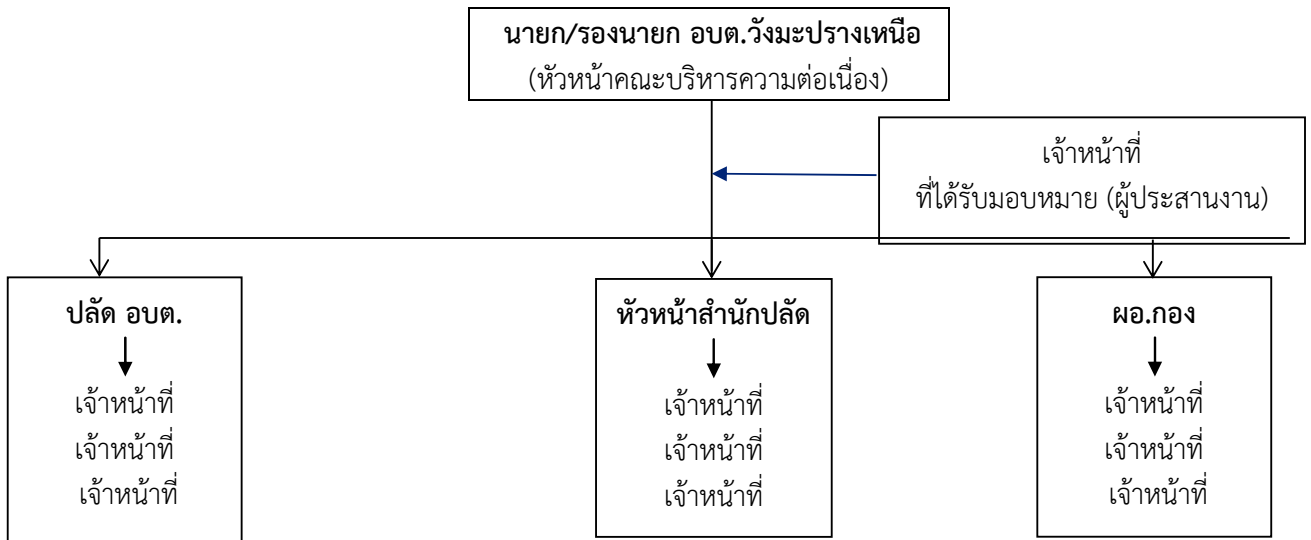 นายก/รองนายก อบต.วังมะปรางเหนือ
(หัวหน้าคณะบริหารความต่อเนื่อง)
เจ้าหน้าที่
ที่ได้รับมอบหมาย (ผู้ประสานงาน)
ปลัด อบต.
เจ้าหน้าที่
เจ้าหน้าที่
เจ้าหน้าที่
หัวหน้าสำนักปลัด
เจ้าหน้าที่
เจ้าหน้าที่
เจ้าหน้าที่
ผอ.กอง
เจ้าหน้าที่
เจ้าหน้าที่
เจ้าหน้าที่